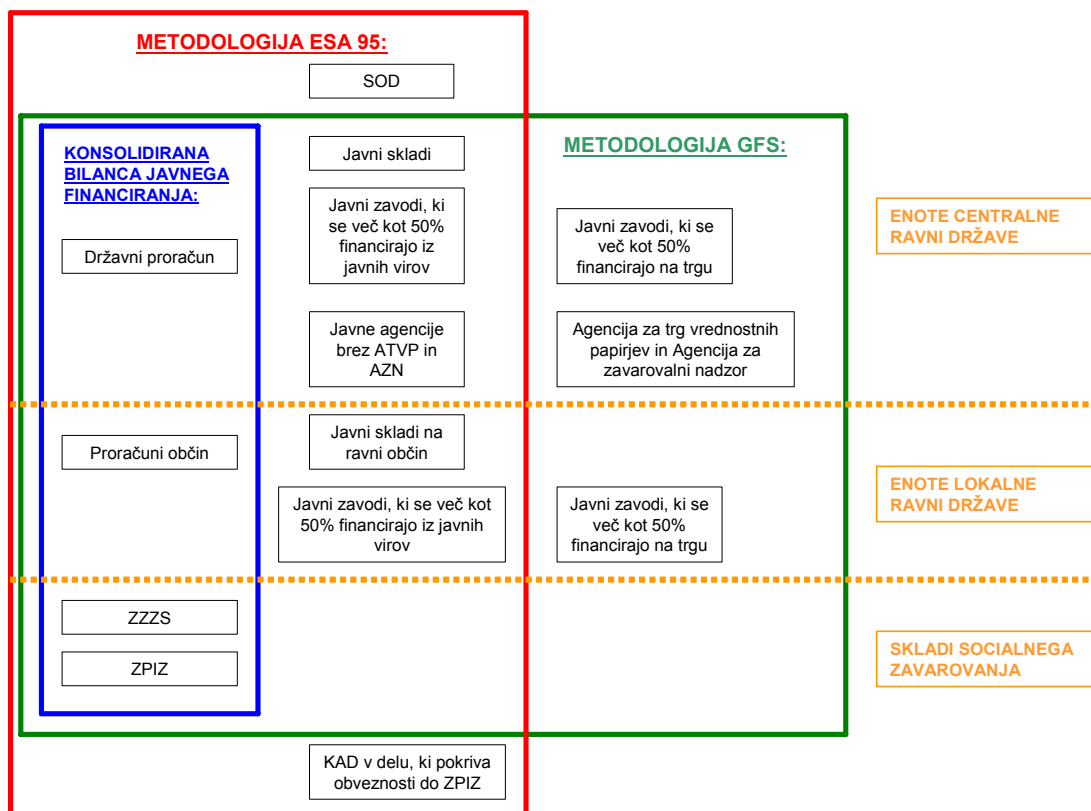 METODOLOGIJA ESA 95:
SOD
KONSOLIDIRANA
BILANCA JAVNEGA
FINANCIRANJA:
Javni skladi
METODOLOGIJA GFS:
Javni zavodi, ki
se več kot 50%
financirajo iz
javnih virov
Javni zavodi, ki se
več kot 50%
financirajo na trgu
ENOTE CENTRALNE
RAVNI DRŽAVE
Državni proračun
Javne agencije
brez ATVP in
AZN
Agencija za trg vrednostnih
papirjev in Agencija za
zavarovalni nadzor
Proračuni občin
Javni skladi na
ravni občin
Javni zavodi, ki se več kot
50% financirajo iz javnih
virov
Javni zavodi, ki se
več kot 50%
financirajo na trgu
ENOTE LOKALNE
RAVNI DRŽAVE
ZZZS
ZPIZ
SKLADI SOCIALNEGA
ZAVAROVANJA
KAD v delu, ki pokriva
obveznosti do ZPIZ